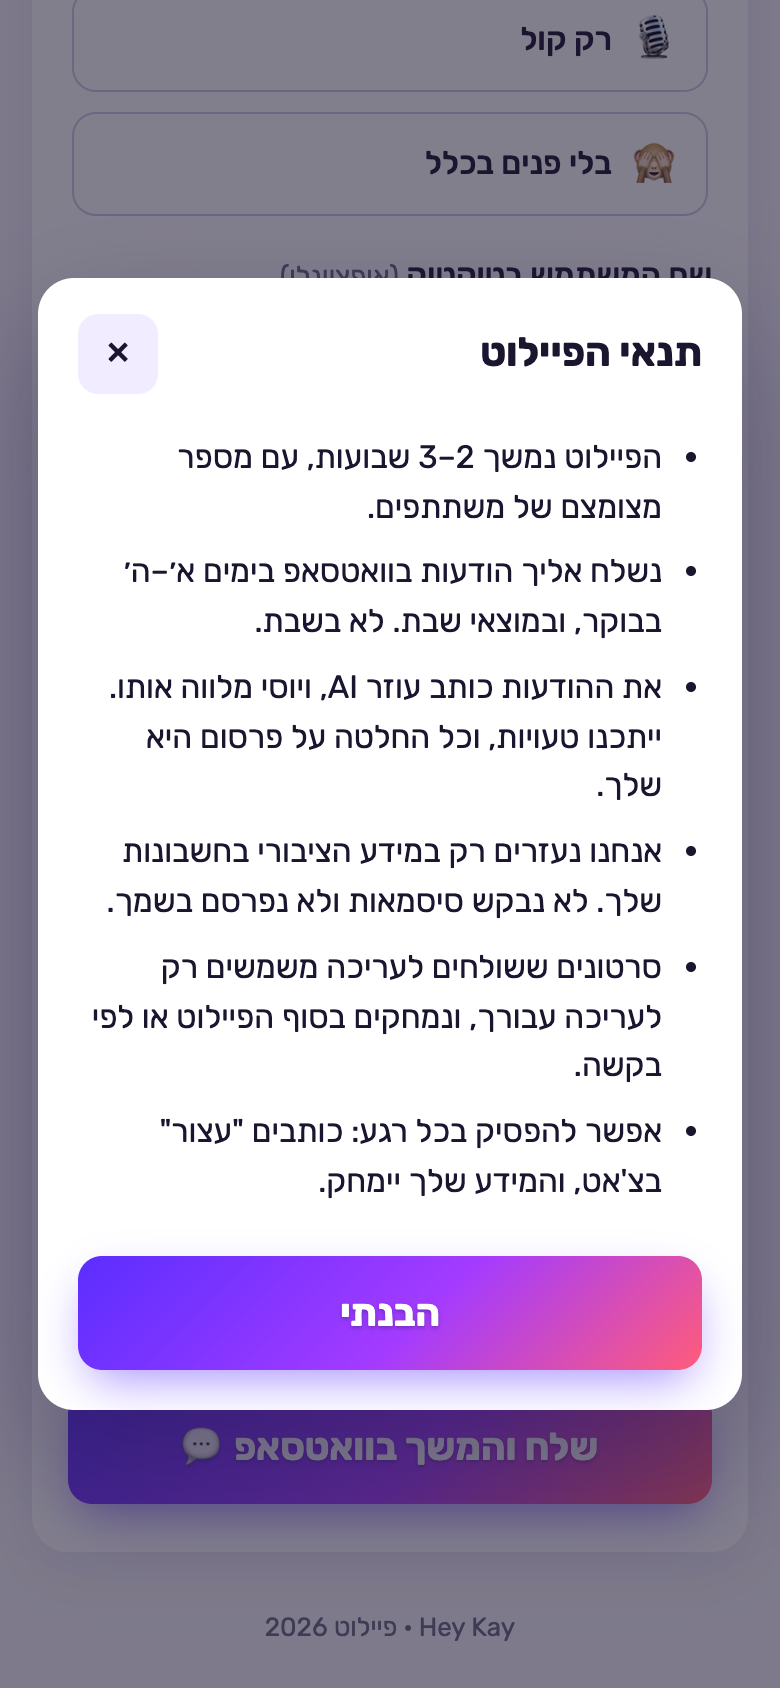 רק קול
בלי פנים בכלל
שם המשתמש בטיקטוק (אופציונלי)
תנאי הפיילוט
×
• הפיילוט נמשך 2–3 שבועות, עם מספר
מצומצם של משתתפים.
• נשלח אליך הודעות בוואטסאפ בימים א׳–ה׳
בבוקר, ובמוצאי שבת. לא בשבת.
• את ההודעות כותב עוזר AI, ויוסי מלווה אותו.
ייתכנו טעויות, וכל החלטה על פרסום היא
שלך.
• אנחנו נעזרים רק במידע הציבורי בחשבונות
שלך. לא נבקש סיסמאות ולא נפרסם בשמך.
• סרטונים ששולחים לעריכה משמשים רק
לעריכה עבורך, ונמחקים בסוף הפיילוט או לפי
בקשה.
• אפשר להפסיק בכל רגע: כותבים "עצור"
בצ'אט, והמידע שלך יימחק.
הבנתי
שלח והמשך בוואטסאפ 💬
Hey Kay • פיילוט 2026